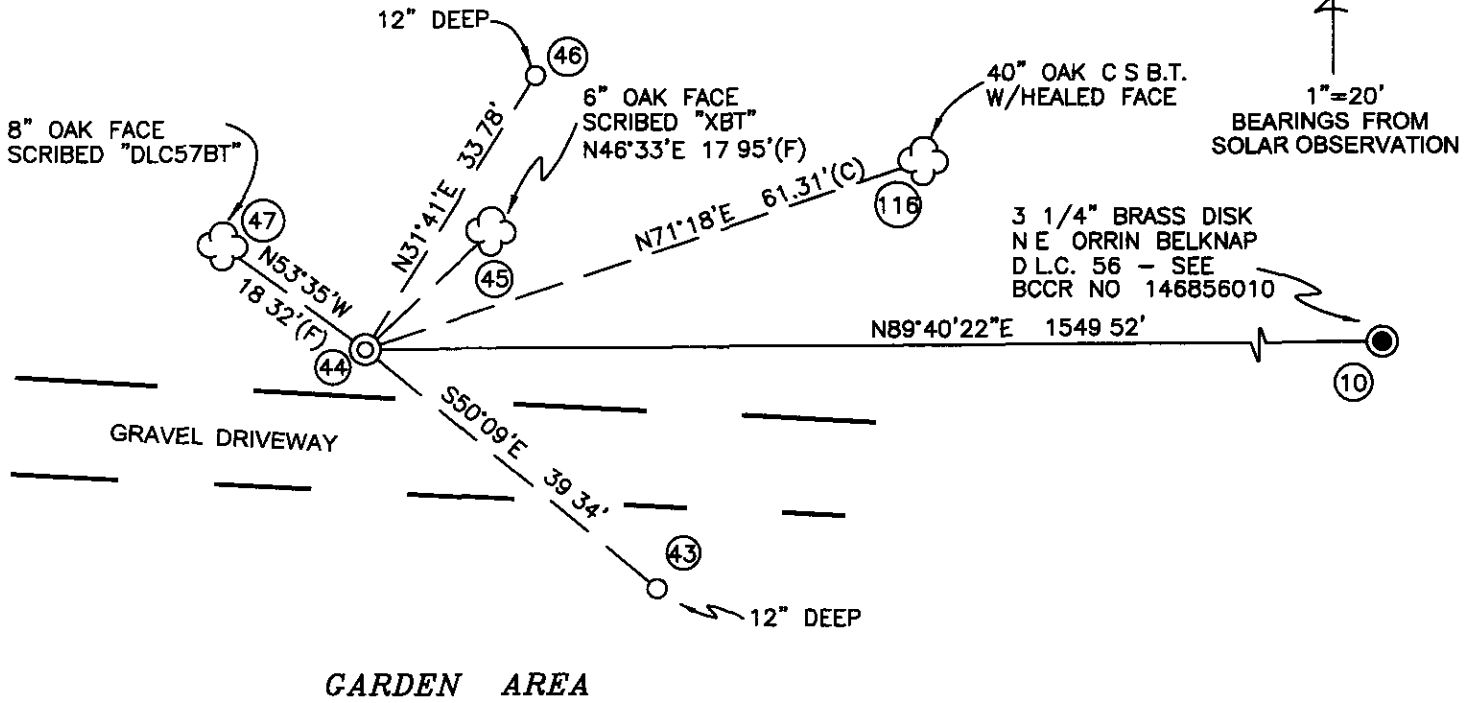 12" DEEP
46
8" OAK FACE
SCRIBED "DLC57BT"
6" OAK FACE
SCRIBED "XBT"
N46°33'E 17 95'(F)
40" OAK C S B.T.
W/HEALED FACE
1"=20'
BEARINGS FROM
SOLAR OBSERVATION
47
N53°35'W
18 32'(F)
N31°41'E 33 78'
45
N71°18'E 61.31'(C)
116
3 1/4" BRASS DISK
N E ORRIN BELKNAP
D L.C. 56 – SEE
BCCR NO 146856010
N89°40'22"E 1549 52'
44
10
GRAVEL DRIVEWAY
S50°09'E 39 34'
43
12" DEEP
GARDEN AREA